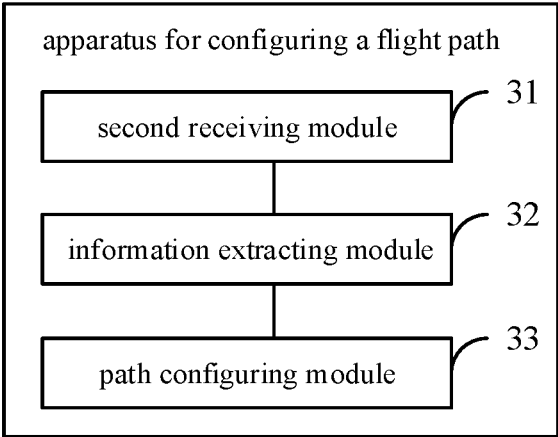 apparatus for configuring a flight path
31
second receiving module
32
information extracting module
33
path configuring module